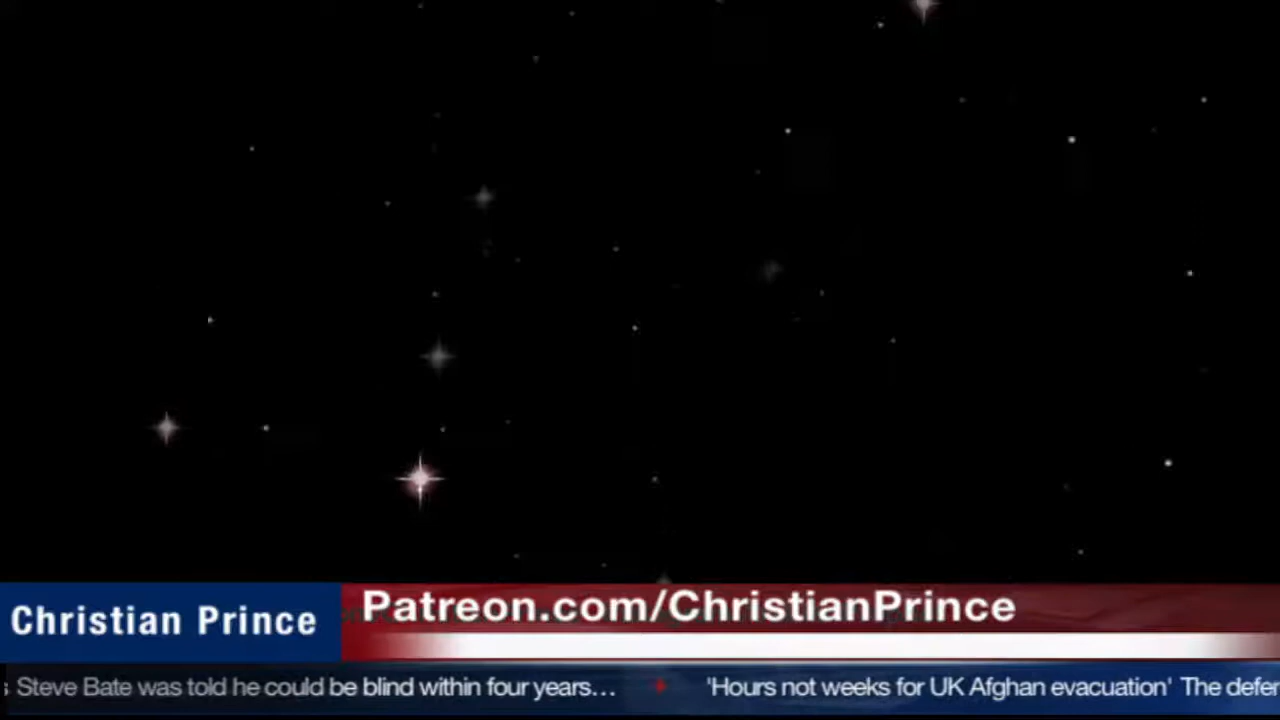 Christian Prince
Patreon.com/ChristianPrince
Steve Bate was told he could be blind within four years... 'Hours not weeks for UK Afghan evacuation' The defer